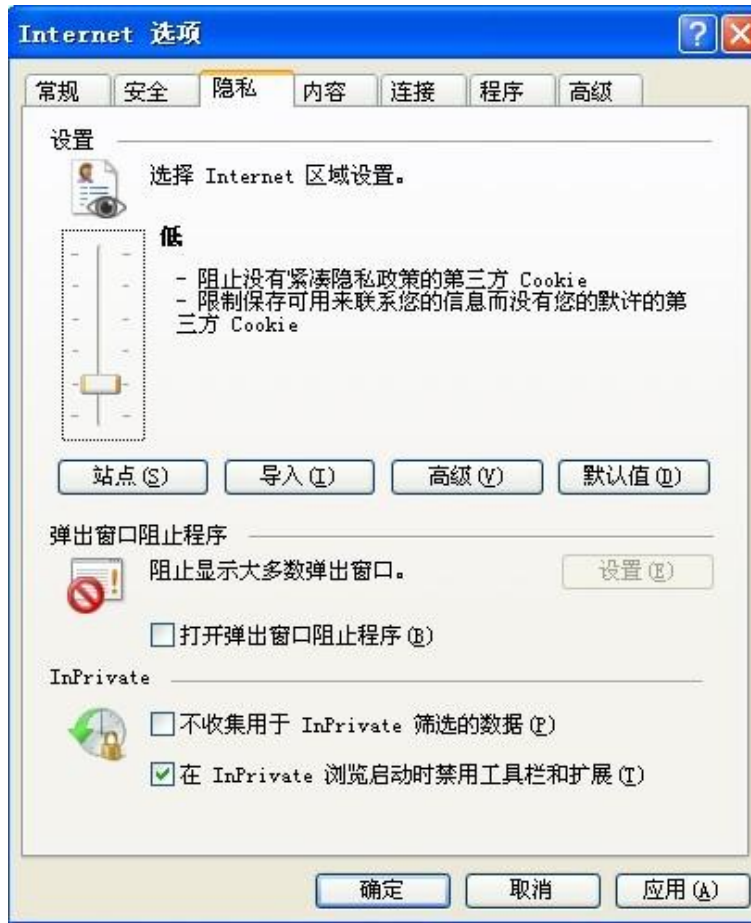 Internet 选项
常规 安全 隐私 内容 连接 程序 高级
设置
选择 Internet 区域设置。
低
- 阻止没有紧凑隐私政策的第三方 Cookie
- 限制保存可用来联系您的信息而没有您的默许的第
三方 Cookie
站点(S) 导入(I) 高级(V) 默认值(D)
弹出窗口阻止程序
阻止显示大多数弹出窗口。 设置(E)
打开弹出窗口阻止程序(B)
InPrivate
不收集用于 InPrivate 筛选的数据(P)
在 InPrivate 浏览启动时禁用工具栏和扩展(T)
确定 取消 应用(A)